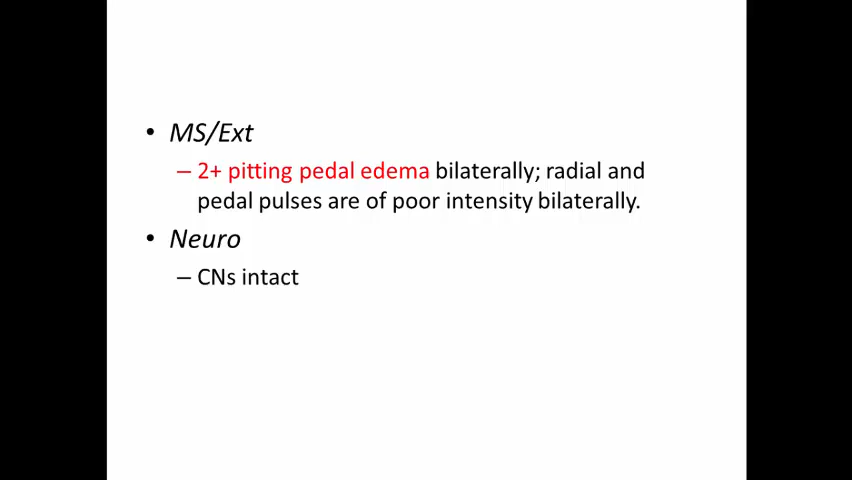 • MS/Ext
– 2+ pitting pedal edema bilaterally; radial and
pedal pulses are of poor intensity bilaterally.
• Neuro
– CNs intact